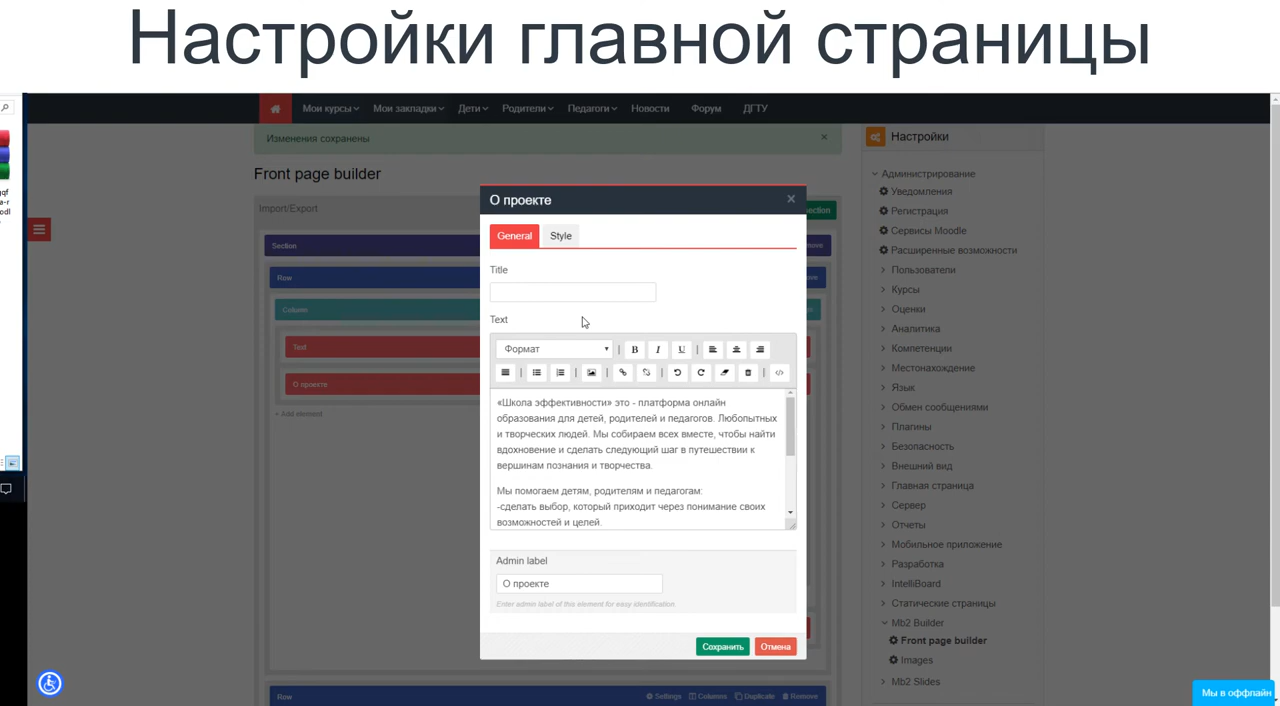 Настройки главной страницы
Мои курсы
Мои закладки
Дети
Родители
Педагоги
Новости
Форум
ДГТУ
Изменения сохранены
×
Настройки
Front page builder
Import/Export
Section
Row
Column
Text
О проекте
+ Add element
Row
Settings
Columns
Duplicate
Remove
О проекте
×
General
Style
Title
Text
Формат
B
I
U
</>
«Школа эффективности» это - платформа онлайн
образования для детей, родителей и педагогов. Любопытных
и творческих людей. Мы собираем всех вместе, чтобы найти
вдохновение и сделать следующий шаг в путешествии к
вершинам познания и творчества.
Мы помогаем детям, родителям и педагогам:
-сделать выбор, который приходит через понимание своих
возможностей и целей.
Admin label
О проекте
Enter admin label of this element for easy identification.
Сохранить
Отмена
Администрирование
Уведомления
Регистрация
Сервисы Moodle
Расширенные возможности
Пользователи
Курсы
Оценки
Аналитика
Компетенции
Местонахождение
Язык
Обмен сообщениями
Плагины
Безопасность
Внешний вид
Главная страница
Сервер
Отчеты
Мобильное приложение
Разработка
IntelliBoard
Статические страницы
Mb2 Builder
Front page builder
Images
Mb2 Slides
Мы в оффлайн